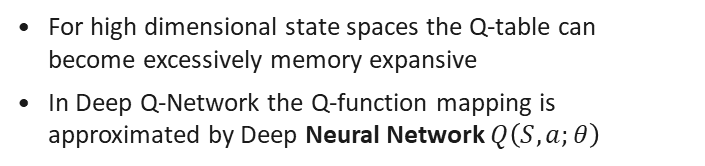 • For high dimensional state spaces the Q-table can
become excessively memory expansive
• In Deep Q-Network the Q-function mapping is
approximated by Deep Neural Network Q(S,a; θ)